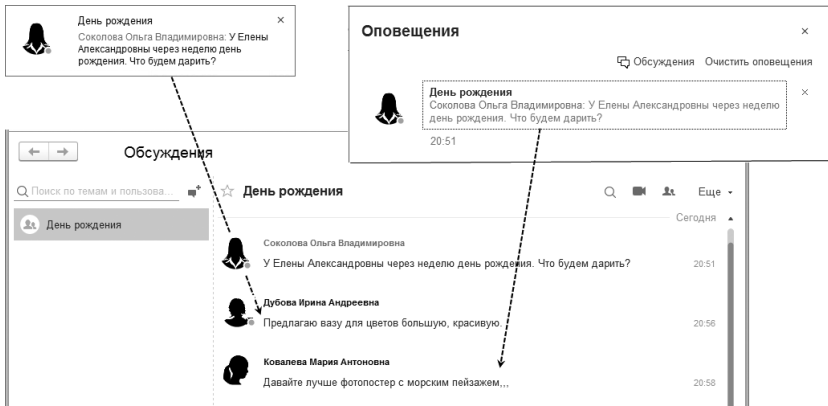 День рождения
Соколова Ольга Владимировна: У Елены
Александровны через неделю день
рождения. Что будем дарить?
Оповещения
Обсуждения Очистить оповещения
День рождения
Соколова Ольга Владимировна: У Елены Александровны через неделю
день рождения. Что будем дарить?
20:51
Обсуждения
Поиск по темам и пользова...
День рождения
День рождения
Еще
Сегодня
Соколова Ольга Владимировна
У Елены Александровны через неделю день рождения. Что будем дарить?
20:51
Дубова Ирина Андреевна
Предлагаю вазу для цветов большую, красивую.
20:56
Ковалева Мария Антоновна
Давайте лучше фотопостер с морским пейзажем,,,
20:58